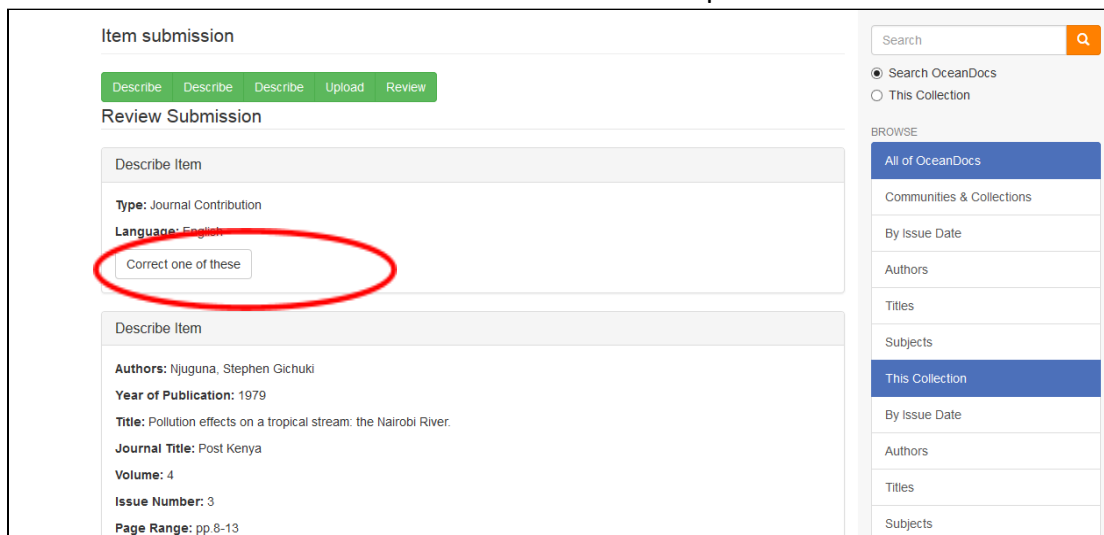 Item submission
Describe Describe Describe Upload Review
Review Submission
Describe Item
Type: Journal Contribution
Language: English
Correct one of these
Describe Item
Authors: Njuguna, Stephen Gichuki
Year of Publication: 1979
Title: Pollution effects on a tropical stream: the Nairobi River.
Journal Title: Post Kenya
Volume: 4
Issue Number: 3
Page Range: pp.8-13
Search
Search OceanDocs
This Collection
BROWSE
All of OceanDocs
Communities & Collections
By Issue Date
Authors
Titles
Subjects
This Collection
By Issue Date
Authors
Titles
Subjects